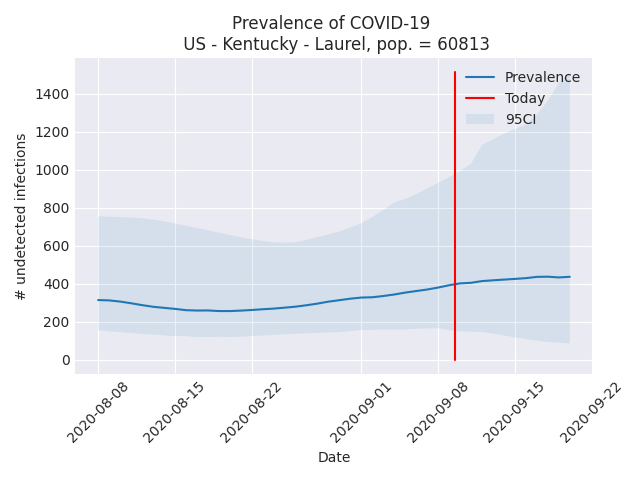 Prevalence of COVID-19
US - Kentucky - Laurel, pop. = 60813
Prevalence
Today
95CI
# undetected infections
1400
1200
1000
800
600
400
200
0
2020-08-08
2020-08-15
2020-08-22
2020-09-01
2020-09-08
2020-09-15
2020-09-22
Date